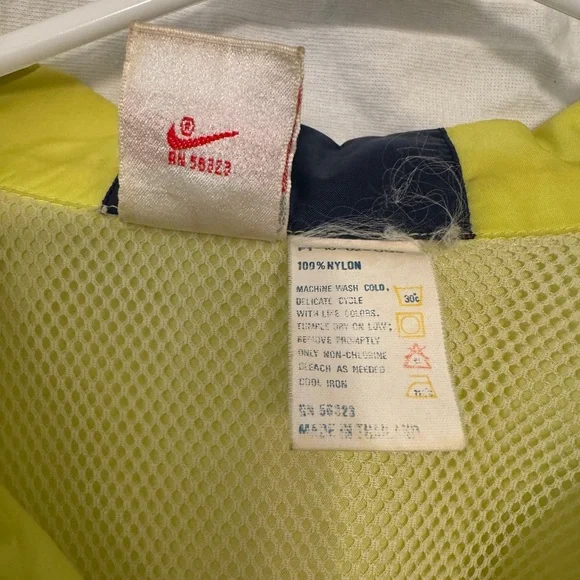 RN 56323
100% NYLON
MACHINE WASH COLD,
DELICATE CYCLE
WITH LIKE COLORS.
TUMBLE DRY ON LOW;
REMOVE PROMPTLY
ONLY NON-CHLORINE
BLEACH AS NEEDED
COOL IRON
30°C
RN 56323
MADE IN THAILAND